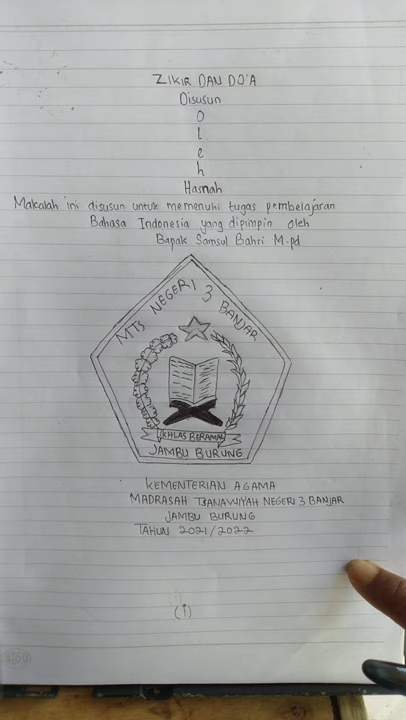 ZIKIR DAN DO'A
Disusun
O
l
e
h
Hasnah
Makalah ini disusun untuk memenuhi tugas pembelajaran
Bahasa Indonesia yang dipimpin oleh
Bapak Samsul Bahri M.pd
MTs NEGERI 3 BANJAR
IKHLAS BERAMAL
JAMBU BURUNG
KEMENTERIAN AGAMA
MADRASAH TSANAWIYAH NEGERI 3 BANJAR
JAMBU BURUNG
TAHUN 2021/2022
(1)